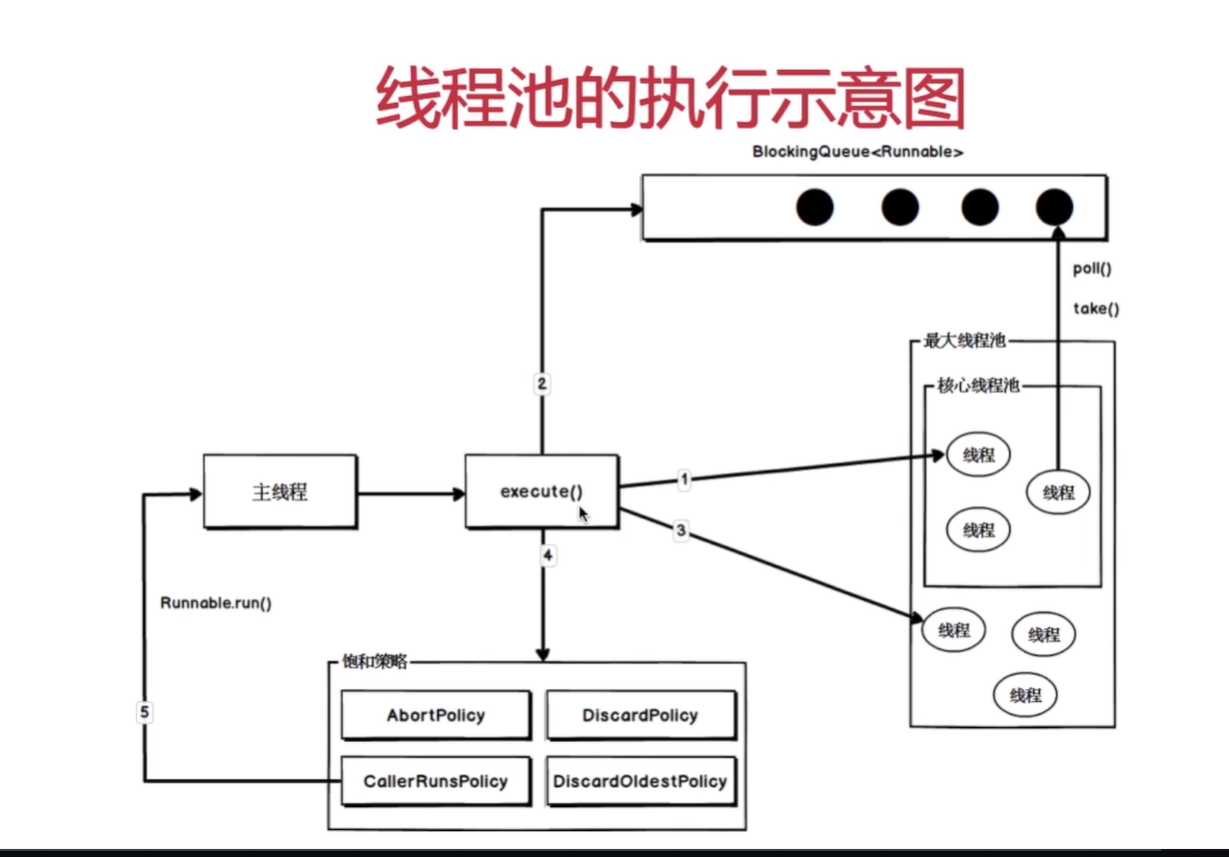 线程池的执行示意图
BlockingQueue<Runnable>
poll()
take()
最大线程池
核心线程池
2
线程
1
主线程
execute()
线程
3
线程
4
Runnable.run()
线程
线程
饱和策略
线程
5
AbortPolicy
DiscardPolicy
CallerRunsPolicy
DiscardOldestPolicy